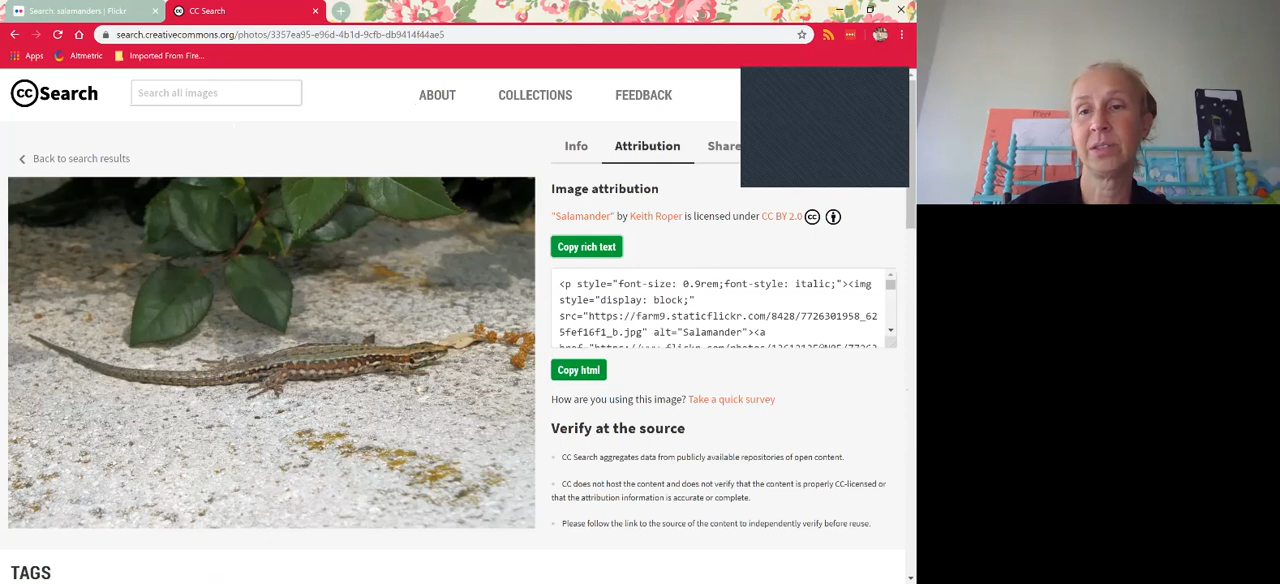 Search: salamanders | Flickr
CC Search
search.creativecommons.org/photos/3357ea95-e96d-4b1d-9cfb-db9414f44ae5
Apps
Altmetric
Imported From Fire...
cc Search
Search all images
ABOUT
COLLECTIONS
FEEDBACK
Back to search results
Info
Attribution
Share
Image attribution
"Salamander" by Keith Roper is licensed under CC BY 2.0
Copy rich text
<p style="font-size: 0.9rem;font-style: italic;"><img
style="display: block;"
src="https://farm9.staticflickr.com/8428/7726301958_62
5fef16f1_b.jpg" alt="Salamander"><a
Copy html
How are you using this image? Take a quick survey
Verify at the source
CC Search aggregates data from publicly available repositories of open content.
CC does not host the content and does not verify that the content is properly CC-licensed or
that the attribution information is accurate or complete.
Please follow the link to the source of the content to independently verify before reuse.
TAGS